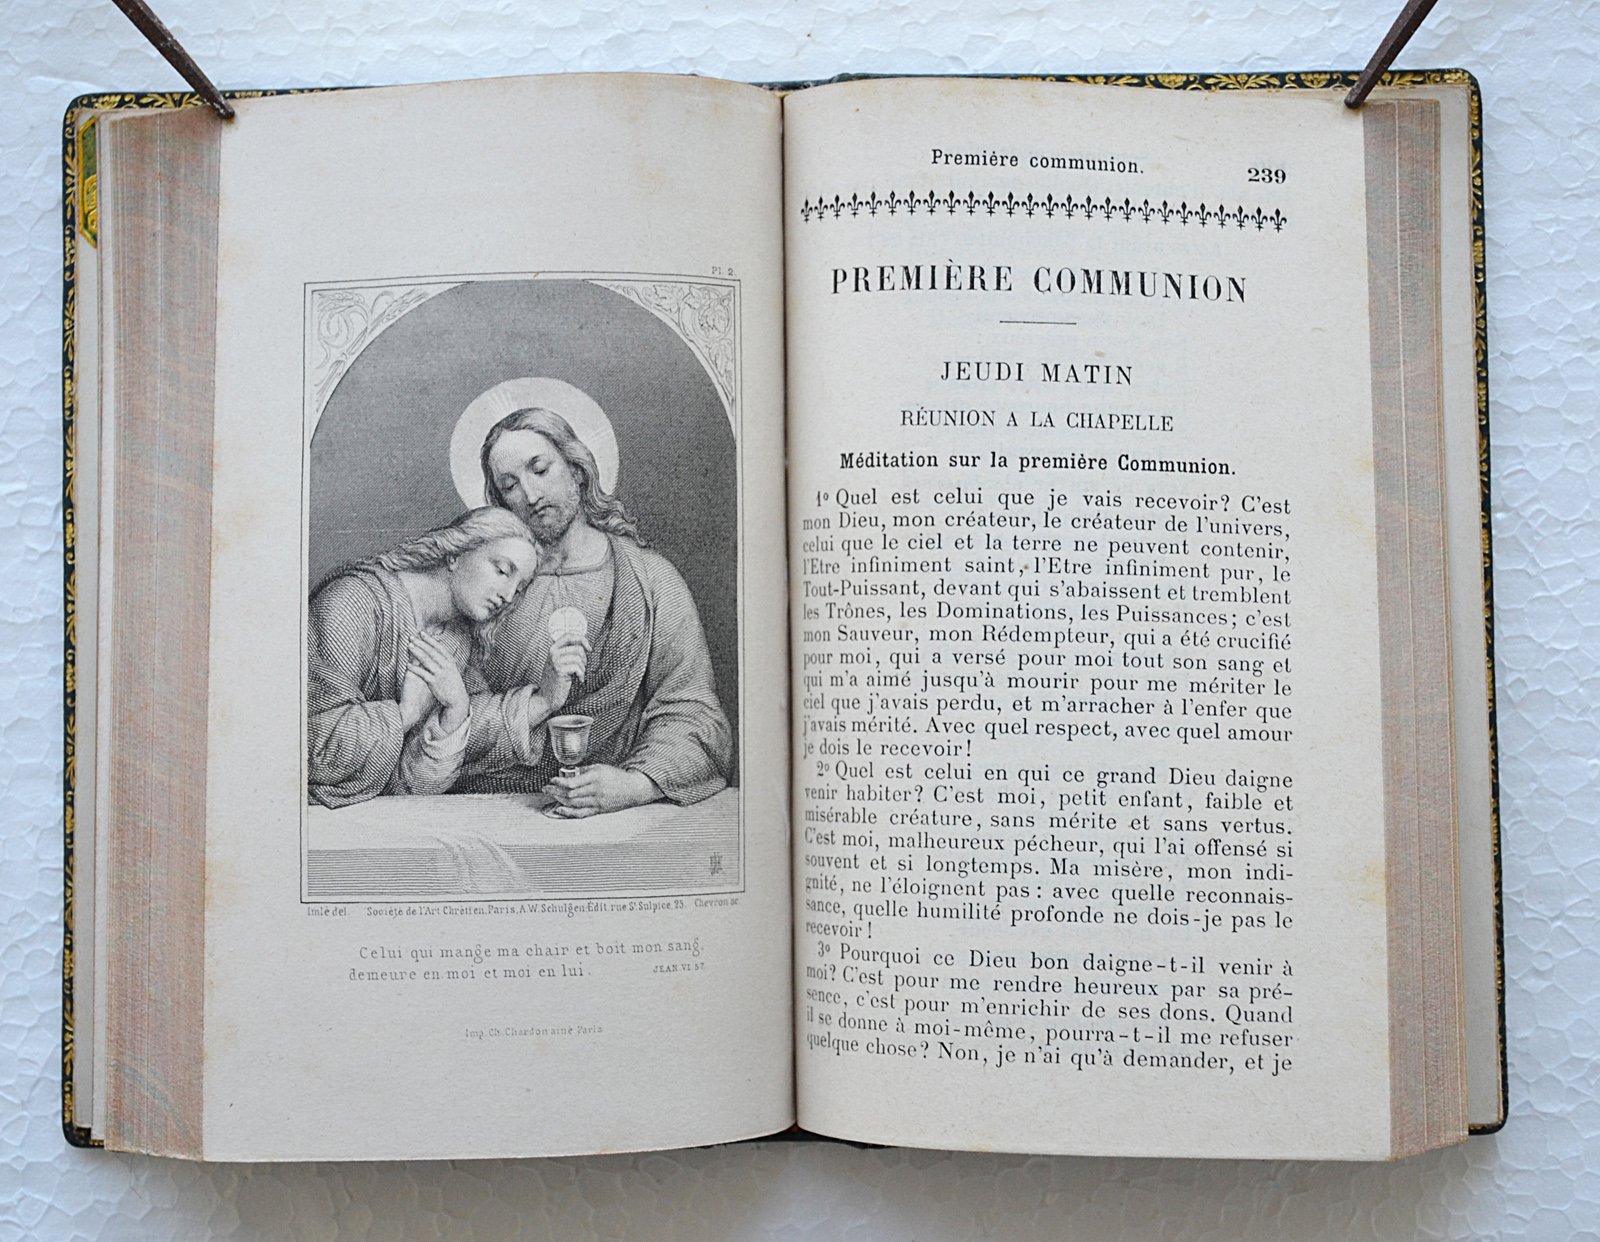 Pl. 2.
Imlé del. Société de l'Art Chrétien, Paris, A.W. Schulgen Édit. rue St Sulpice, 25. Chevron sc.
Celui qui mange ma chair et boit mon sang,
demeure en moi et moi en lui. JEAN VI 57.
Imp. Ch. Chardon ainé Paris
Premiére communion.
239
PREMIÈRE COMMUNION
JEUDI MATIN
RÉUNION A LA CHAPELLE
Méditation sur la première Communion.
1º Quel est celui que je vais recevoir? C'est
mon Dieu, mon créateur, le créateur de l'univers,
celui que le ciel et la terre ne peuvent contenir,
l'Etre infiniment saint, l'Etre infiniment pur, le
Tout-Puissant, devant qui s'abaissent et tremblent
les Trônes, les Dominations, les Puissances; c'est
mon Sauveur, mon Rédempteur, qui a été crucifié
pour moi, qui a versé pour moi tout son sang et
qui m'a aimé jusqu'à mourir pour me mériter le
ciel que j'avais perdu, et m'arracher à l'enfer que
j'avais mérité. Avec quel respect, avec quel amour
je dois le recevoir!
2º Quel est celui en qui ce grand Dieu daigne
venir habiter? C'est moi, petit enfant, faible et
misérable créature, sans mérite et sans vertus.
C'est moi, malheureux pécheur, qui l'ai offensé si
souvent et si longtemps. Ma misère, mon indi-
gnité, ne l'éloignent pas: avec quelle reconnais-
sance, quelle humilité profonde ne dois-je pas le
recevoir!
3º Pourquoi ce Dieu bon daigne-t-il venir à
moi? C'est pour me rendre heureux par sa pré-
sence, c'est pour m'enrichir de ses dons. Quand
il se donne à moi-même, pourra-t-il me refuser
quelque chose? Non, je n'ai qu'à demander, et je